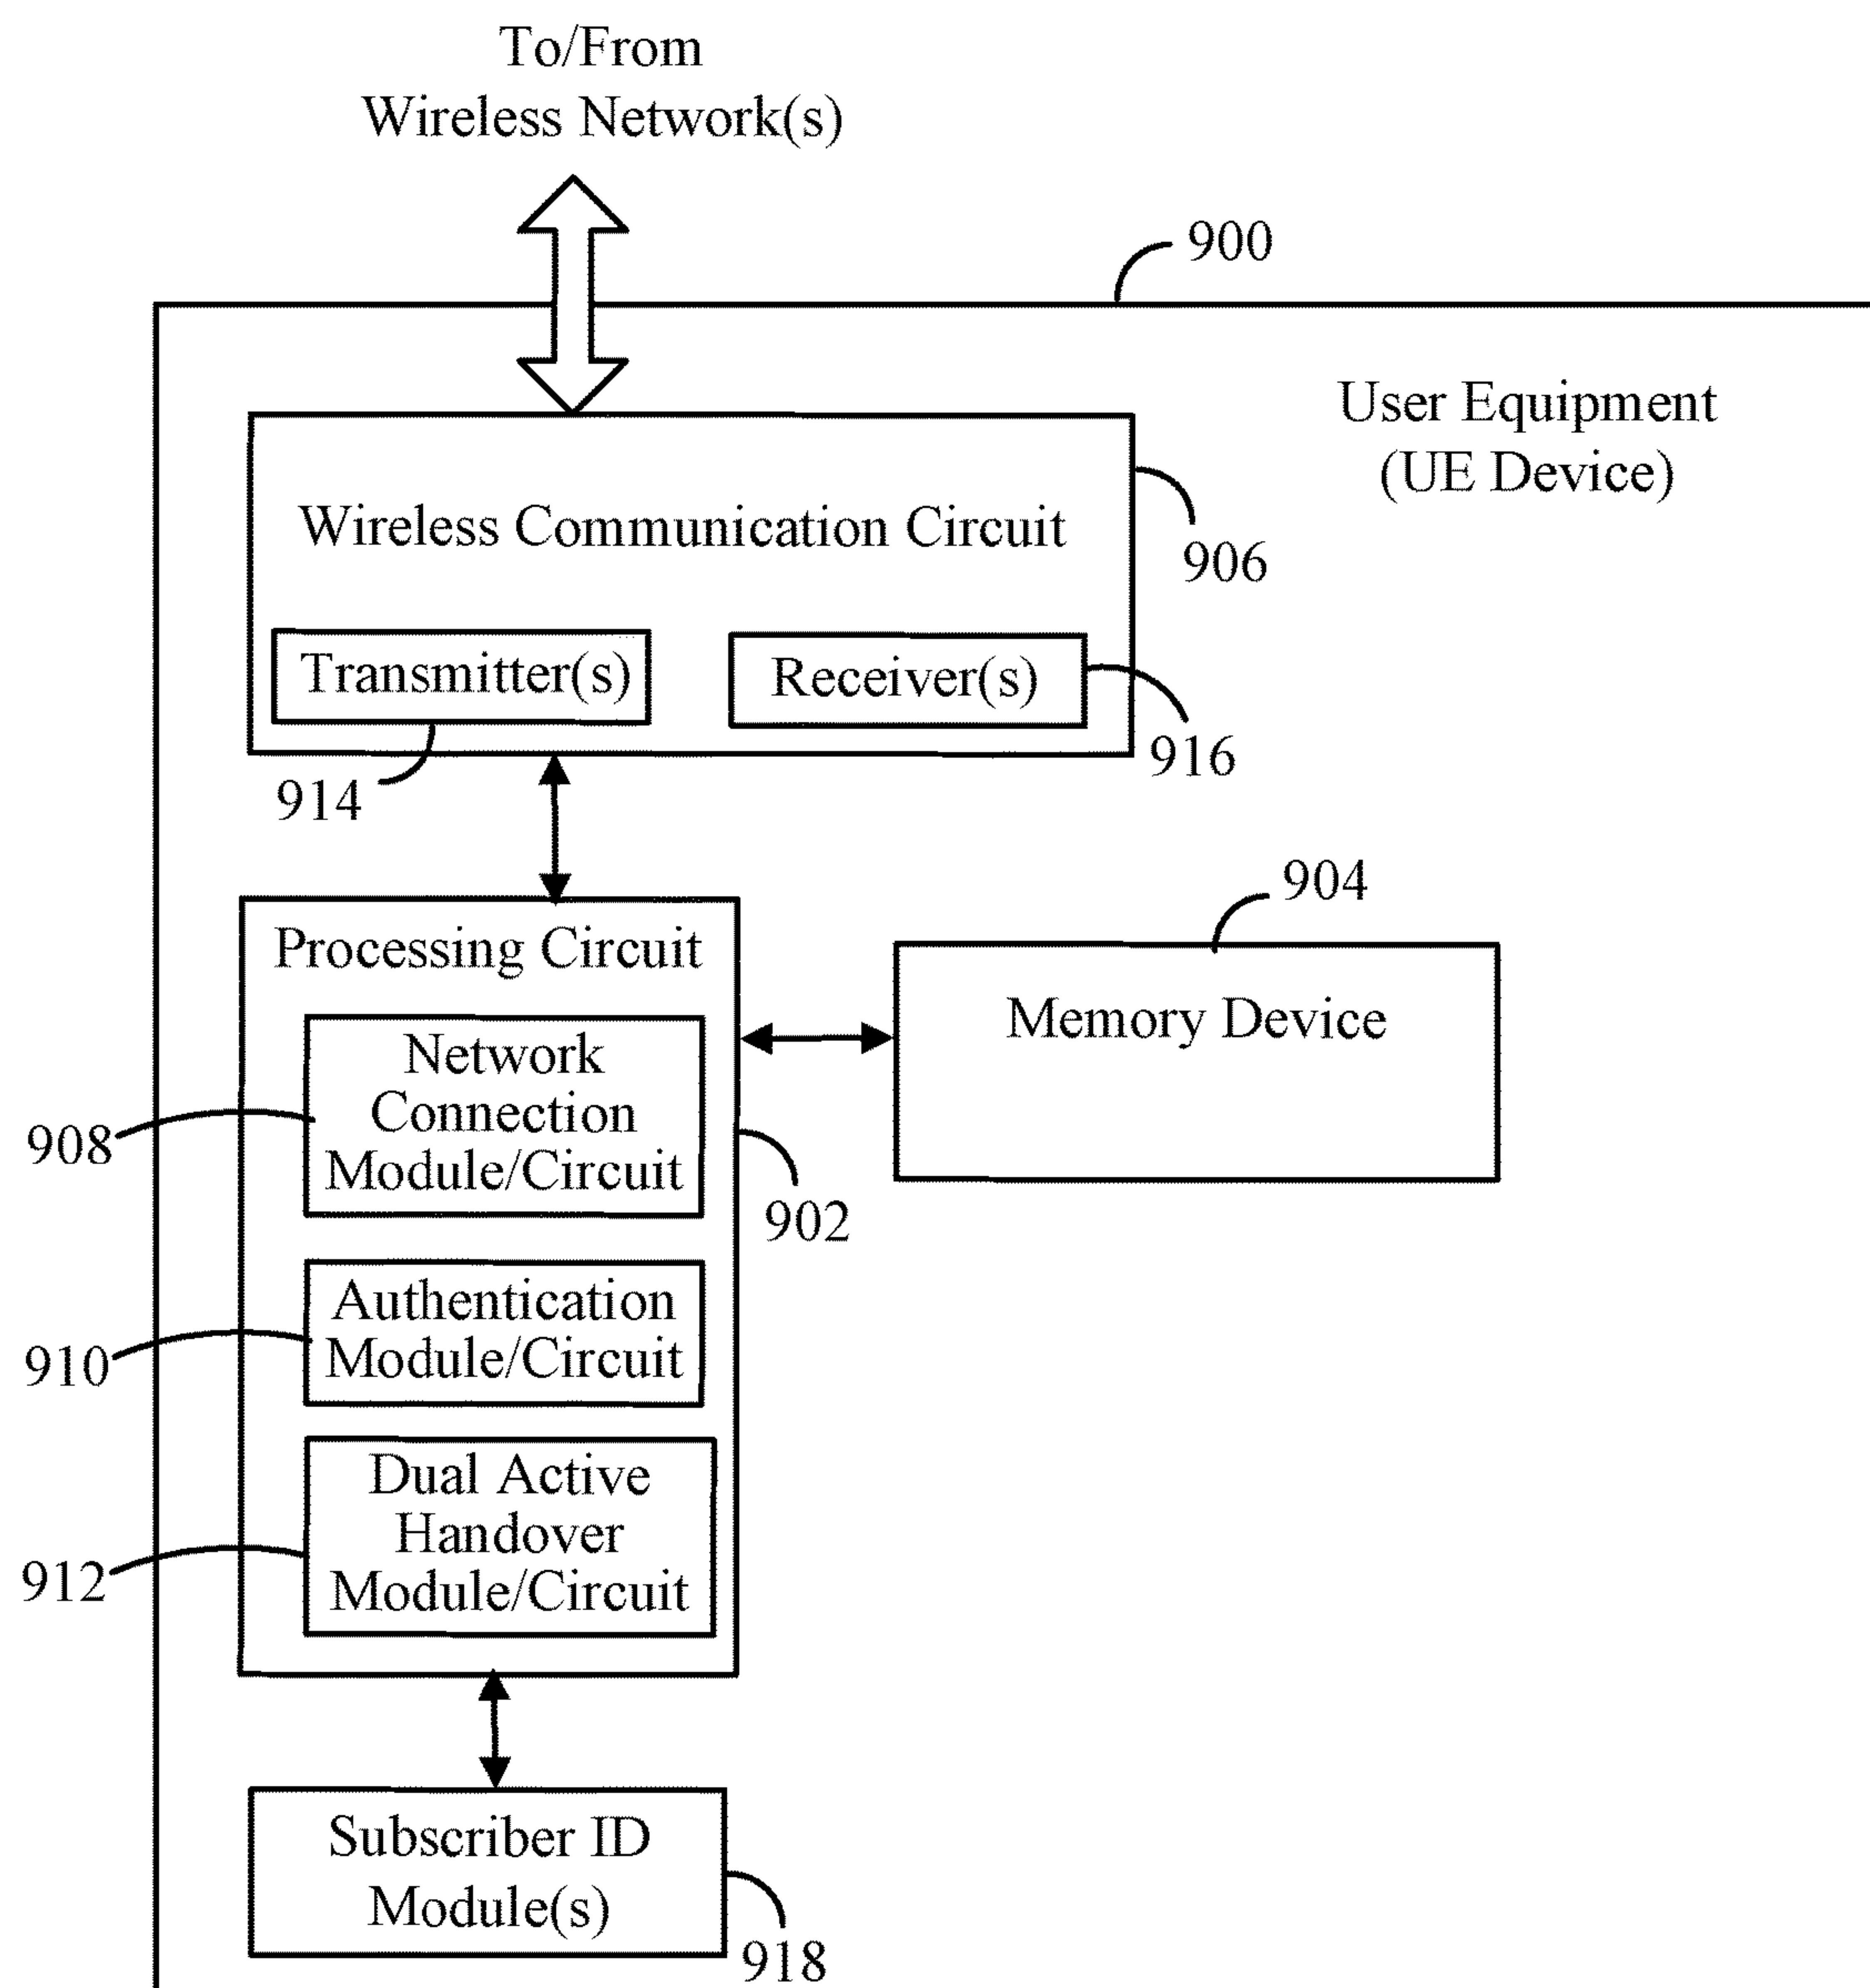 To/From
Wireless Network(s)
900
User Equipment
(UE Device)
Wireless Communication Circuit
906
Transmitter(s)
Receiver(s)
914
916
904
Processing Circuit
Memory Device
Network
Connection
Module/Circuit
908
902
Authentication
Module/Circuit
910
Dual Active
Handover
Module/Circuit
912
Subscriber ID
Module(s)
918